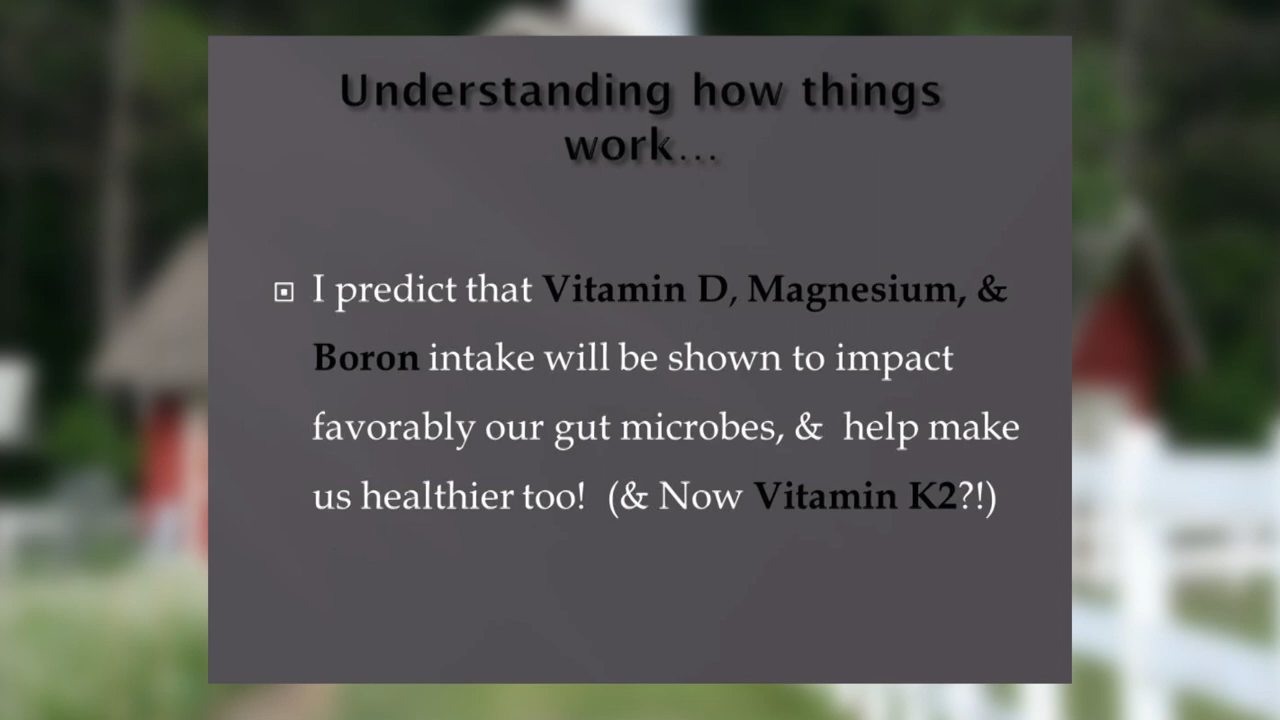 Understanding how things
work...
I predict that Vitamin D, Magnesium, &
Boron intake will be shown to impact
favorably our gut microbes, & help make
us healthier too! (& Now Vitamin K2?!)